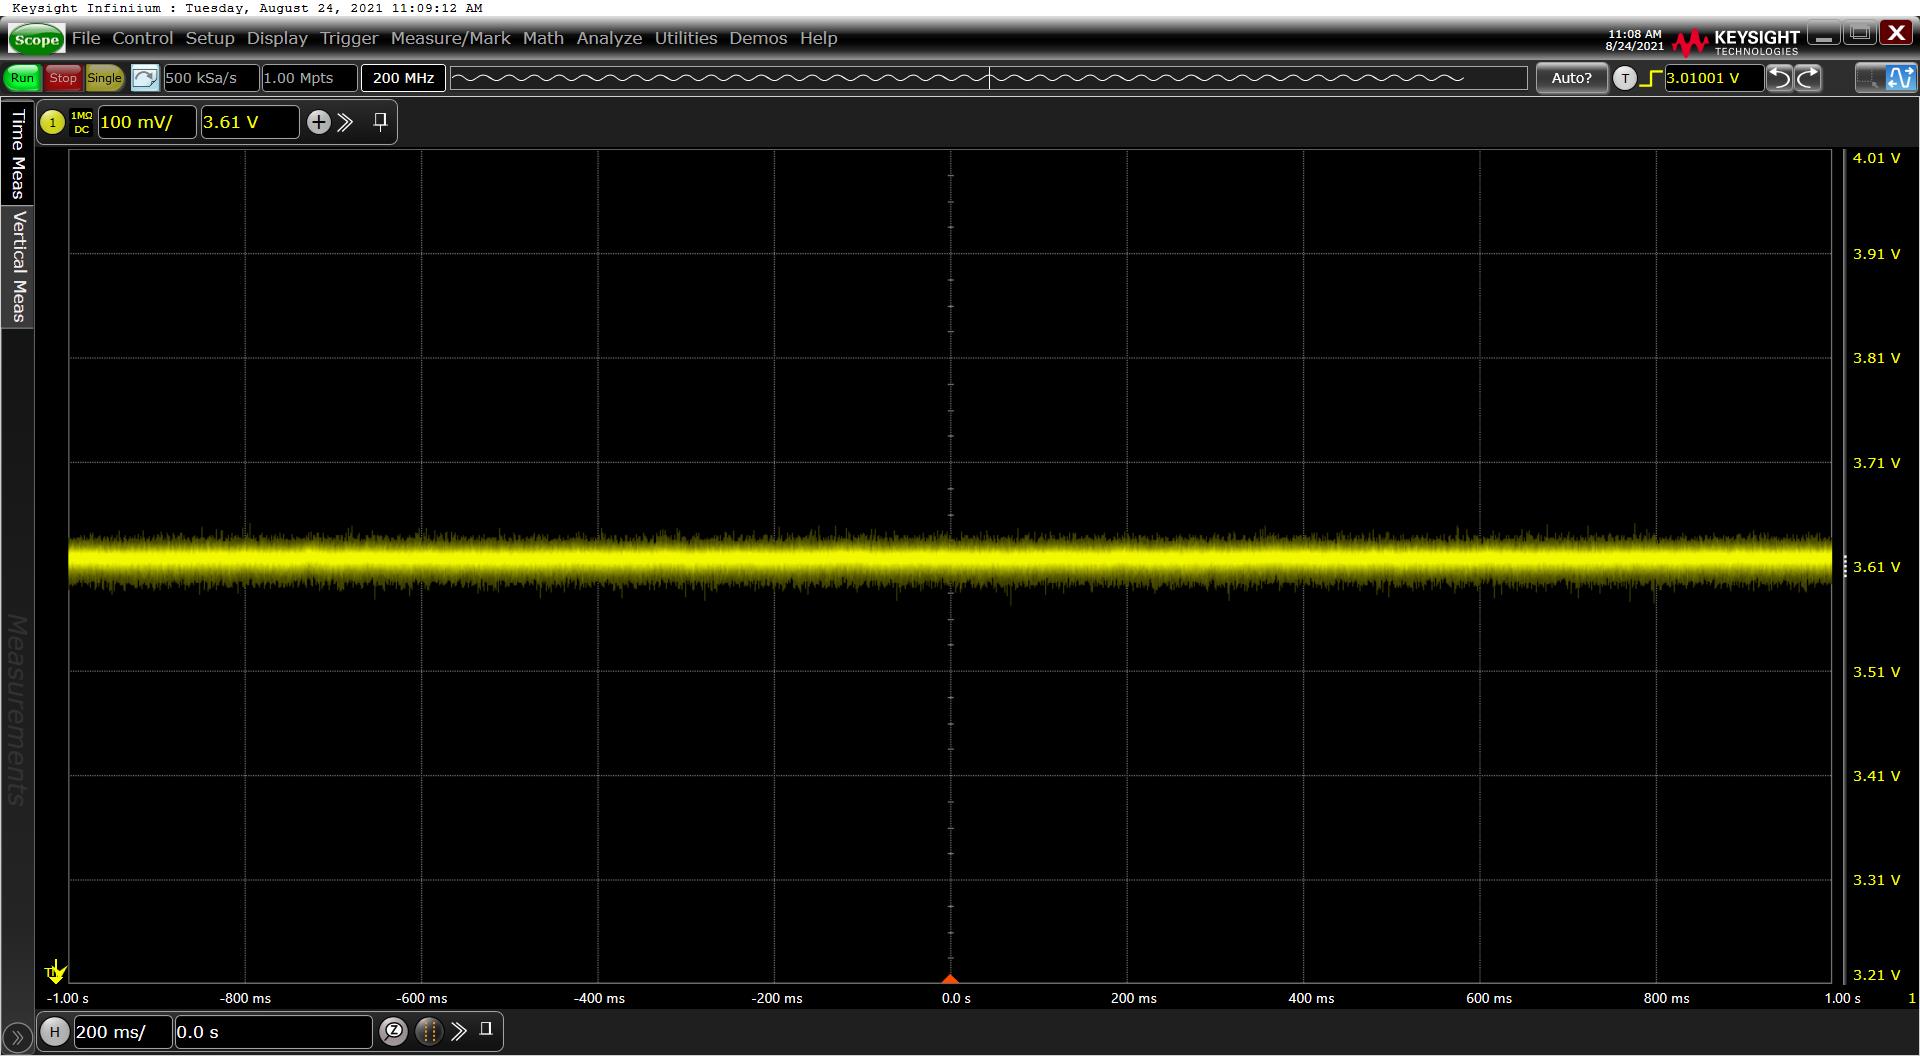 Keysight Infiniium : Tuesday, August 24, 2021 11:09:12 AM
Scope File Control Setup Display Trigger Measure/Mark Math Analyze Utilities Demos Help
11:08 AM
8/24/2021
KEYSIGHT
TECHNOLOGIES
Run Stop Single 500 kSa/s 1.00 Mpts 200 MHz Auto? T 3.01001 V
1 1MΩ DC 100 mV/ 3.61 V
Time Meas
Vertical Meas
Measurements
4.01 V
3.91 V
3.81 V
3.71 V
3.61 V
3.51 V
3.41 V
3.31 V
3.21 V
-1.00 s -800 ms -600 ms -400 ms -200 ms 0.0 s 200 ms 400 ms 600 ms 800 ms 1.00 s 1
H 200 ms/ 0.0 s Z